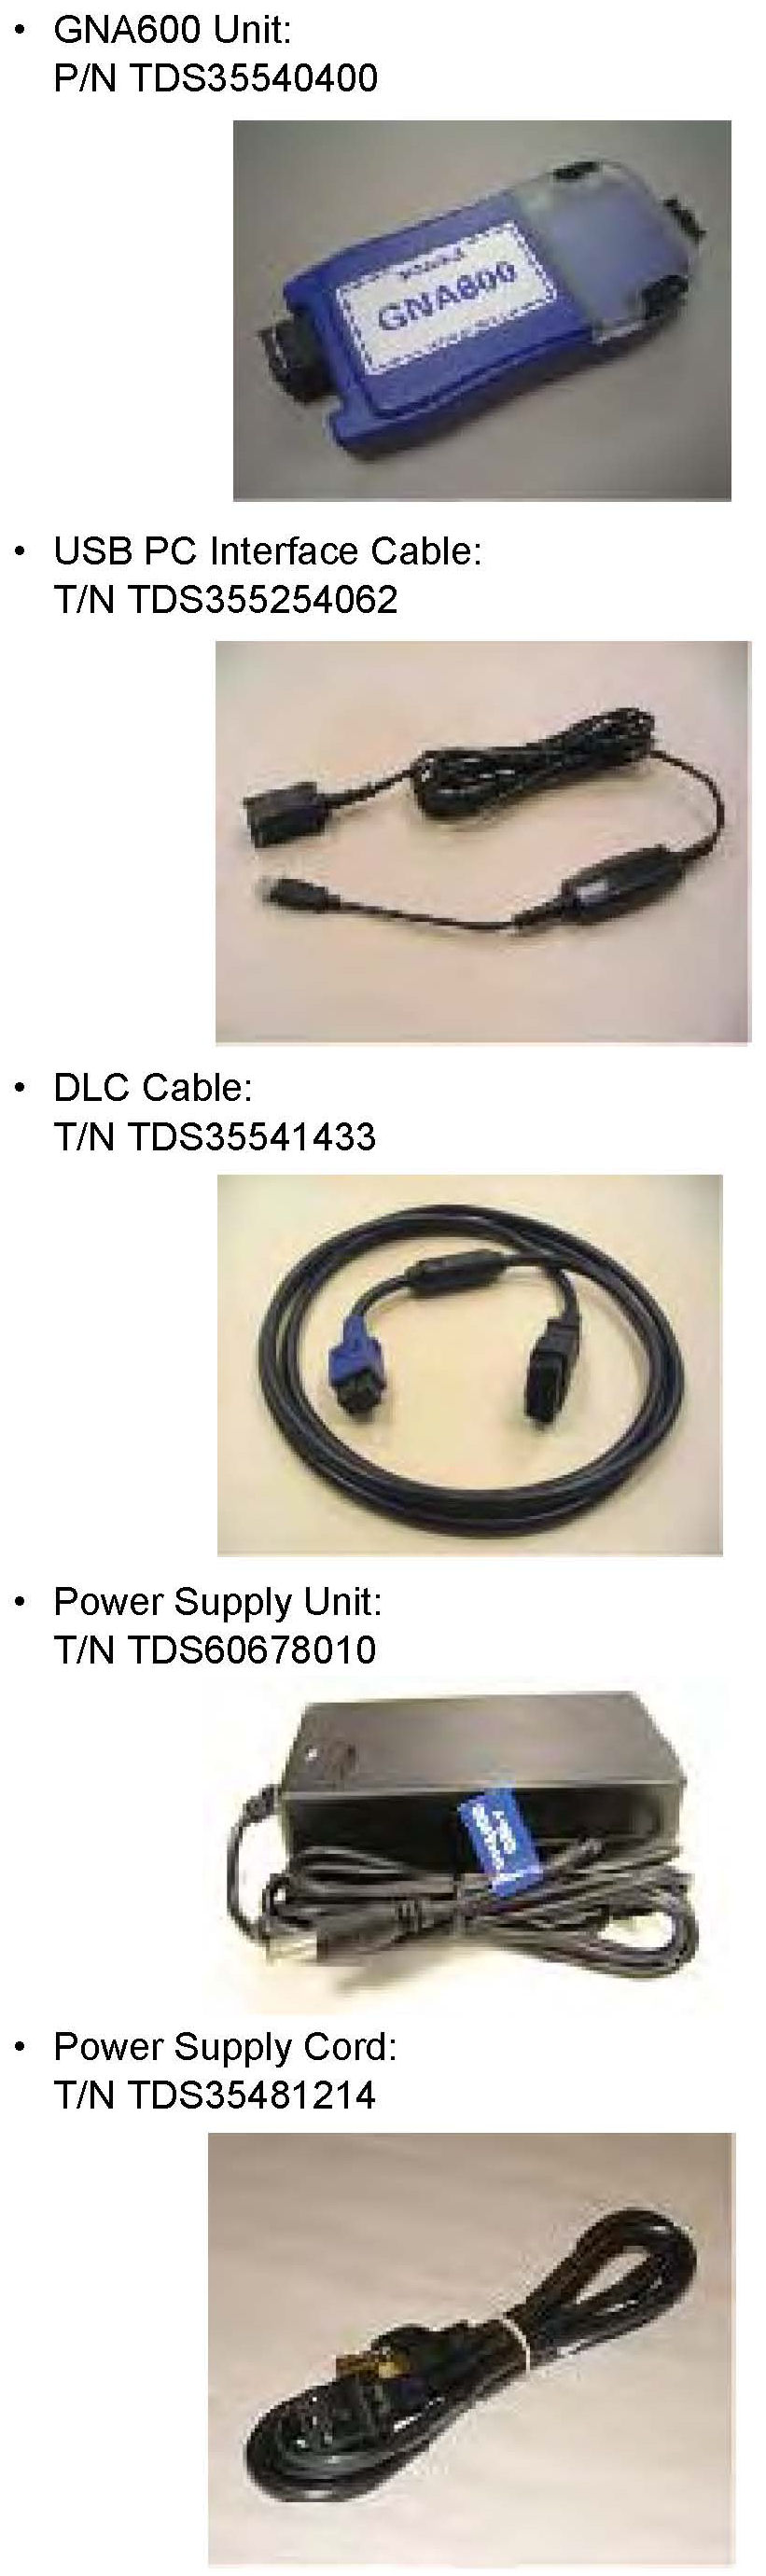 • GNA600 Unit:
P/N TDS35540400
GNA600
• USB PC Interface Cable:
T/N TDS355254062
• DLC Cable:
T/N TDS35541433
• Power Supply Unit:
T/N TDS60678010
• Power Supply Cord:
T/N TDS35481214